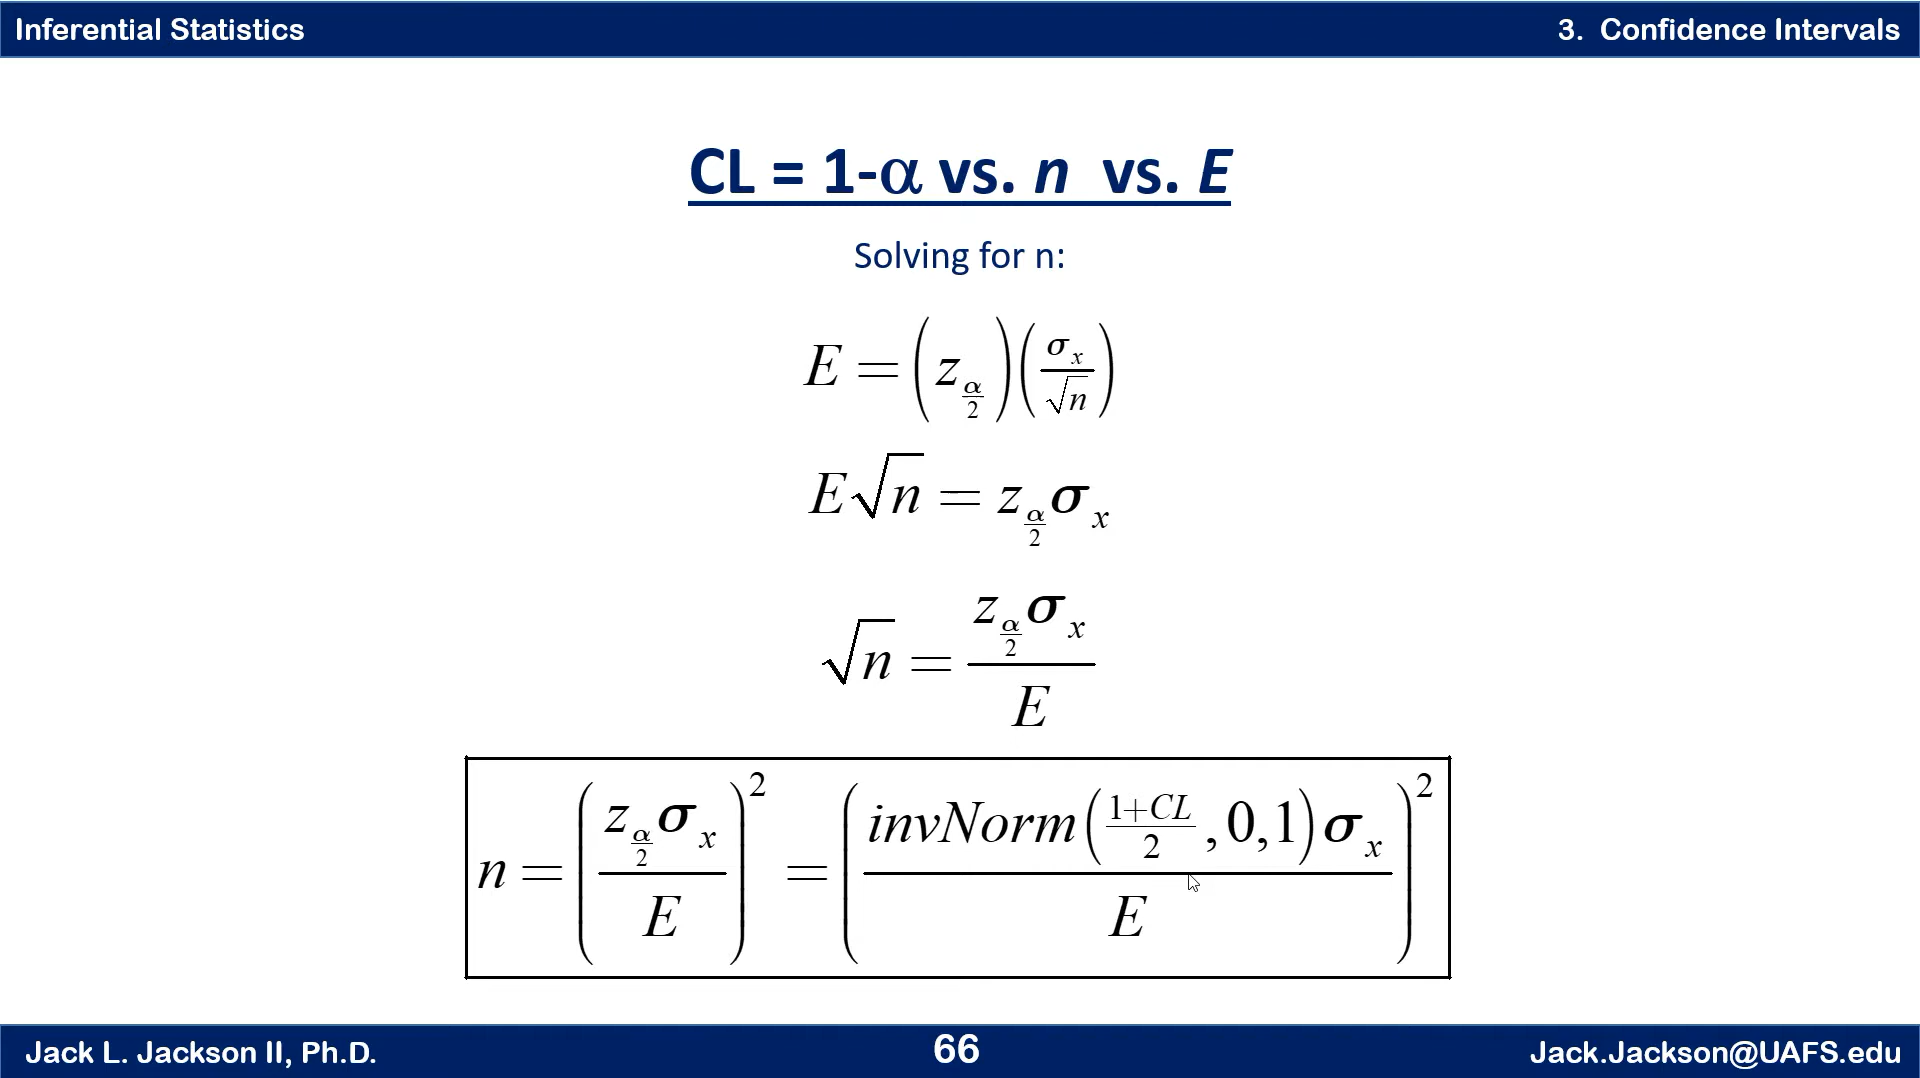 Inferential Statistics
3. Confidence Intervals
CL = 1-α vs. n vs. E
Solving for n:
E = (z_{α/2})(σ_x/√n)
E√n = z_{α/2}σ_x
√n = z_{α/2}σ_x/E
n = (z_{α/2}σ_x/E)^2 = (invNorm((1+CL)/2, 0, 1)σ_x/E)^2
Jack L. Jackson II, Ph.D.
66
Jack.Jackson@UAFS.edu